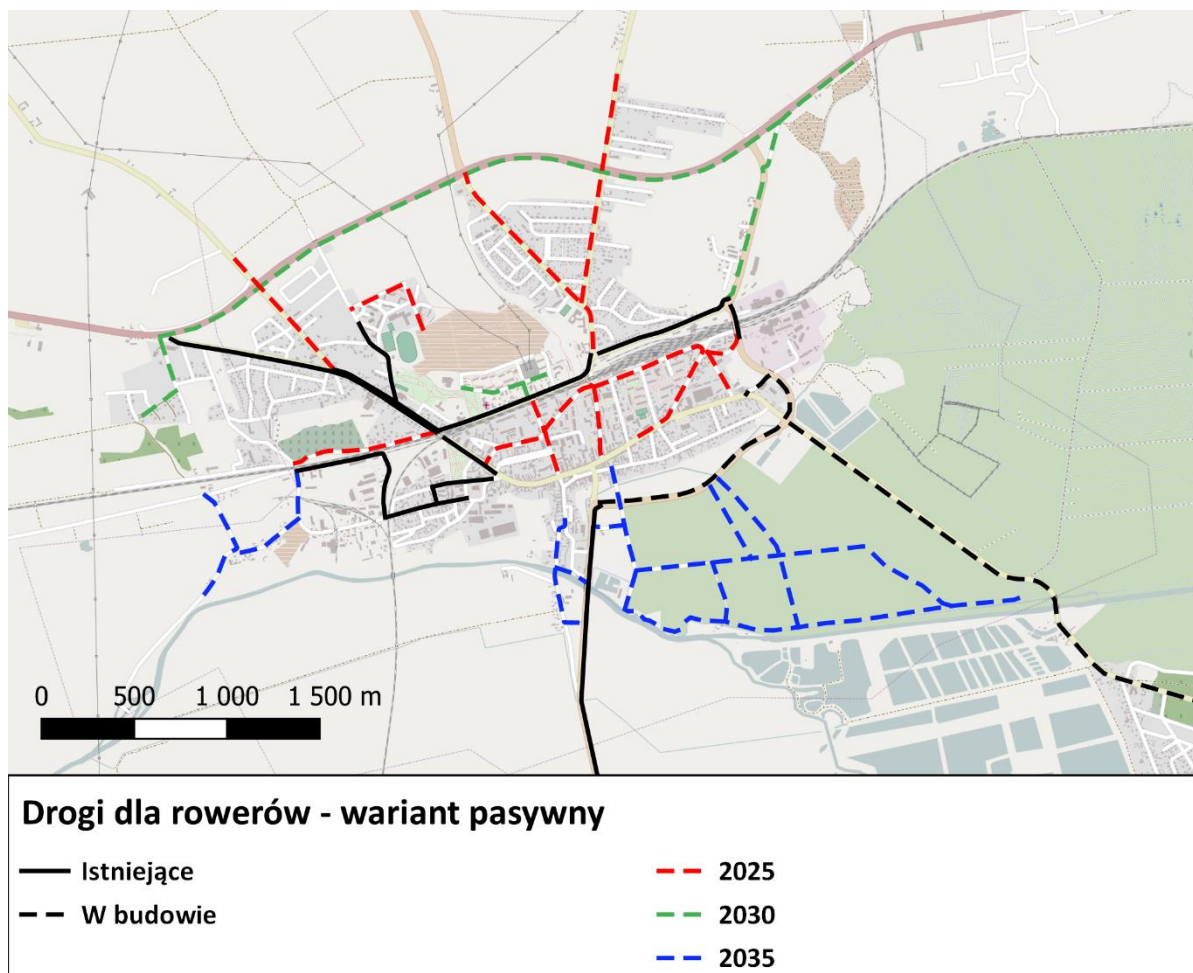 0 500 1 000 1 500 m
Drogi dla rowerów - wariant pasywny
Istniejące
W budowie
2025
2030
2035